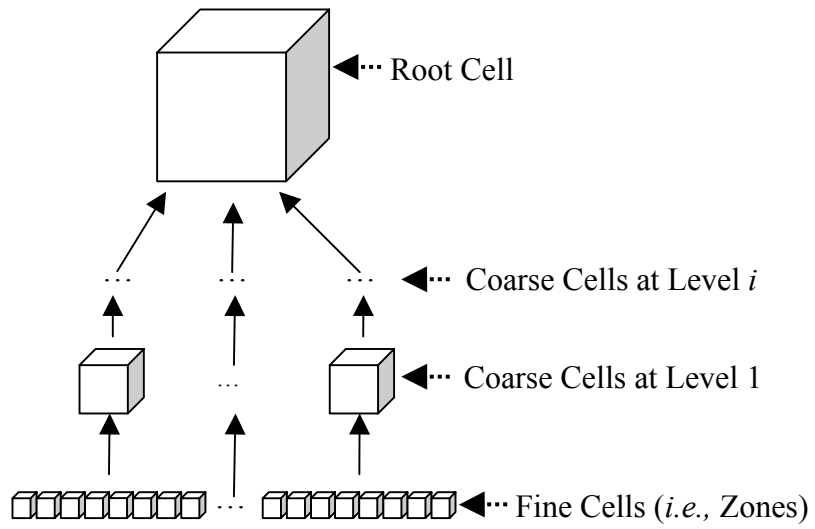 Root Cell
... ... ... Coarse Cells at Level i
... Coarse Cells at Level 1
... Fine Cells (i.e., Zones)